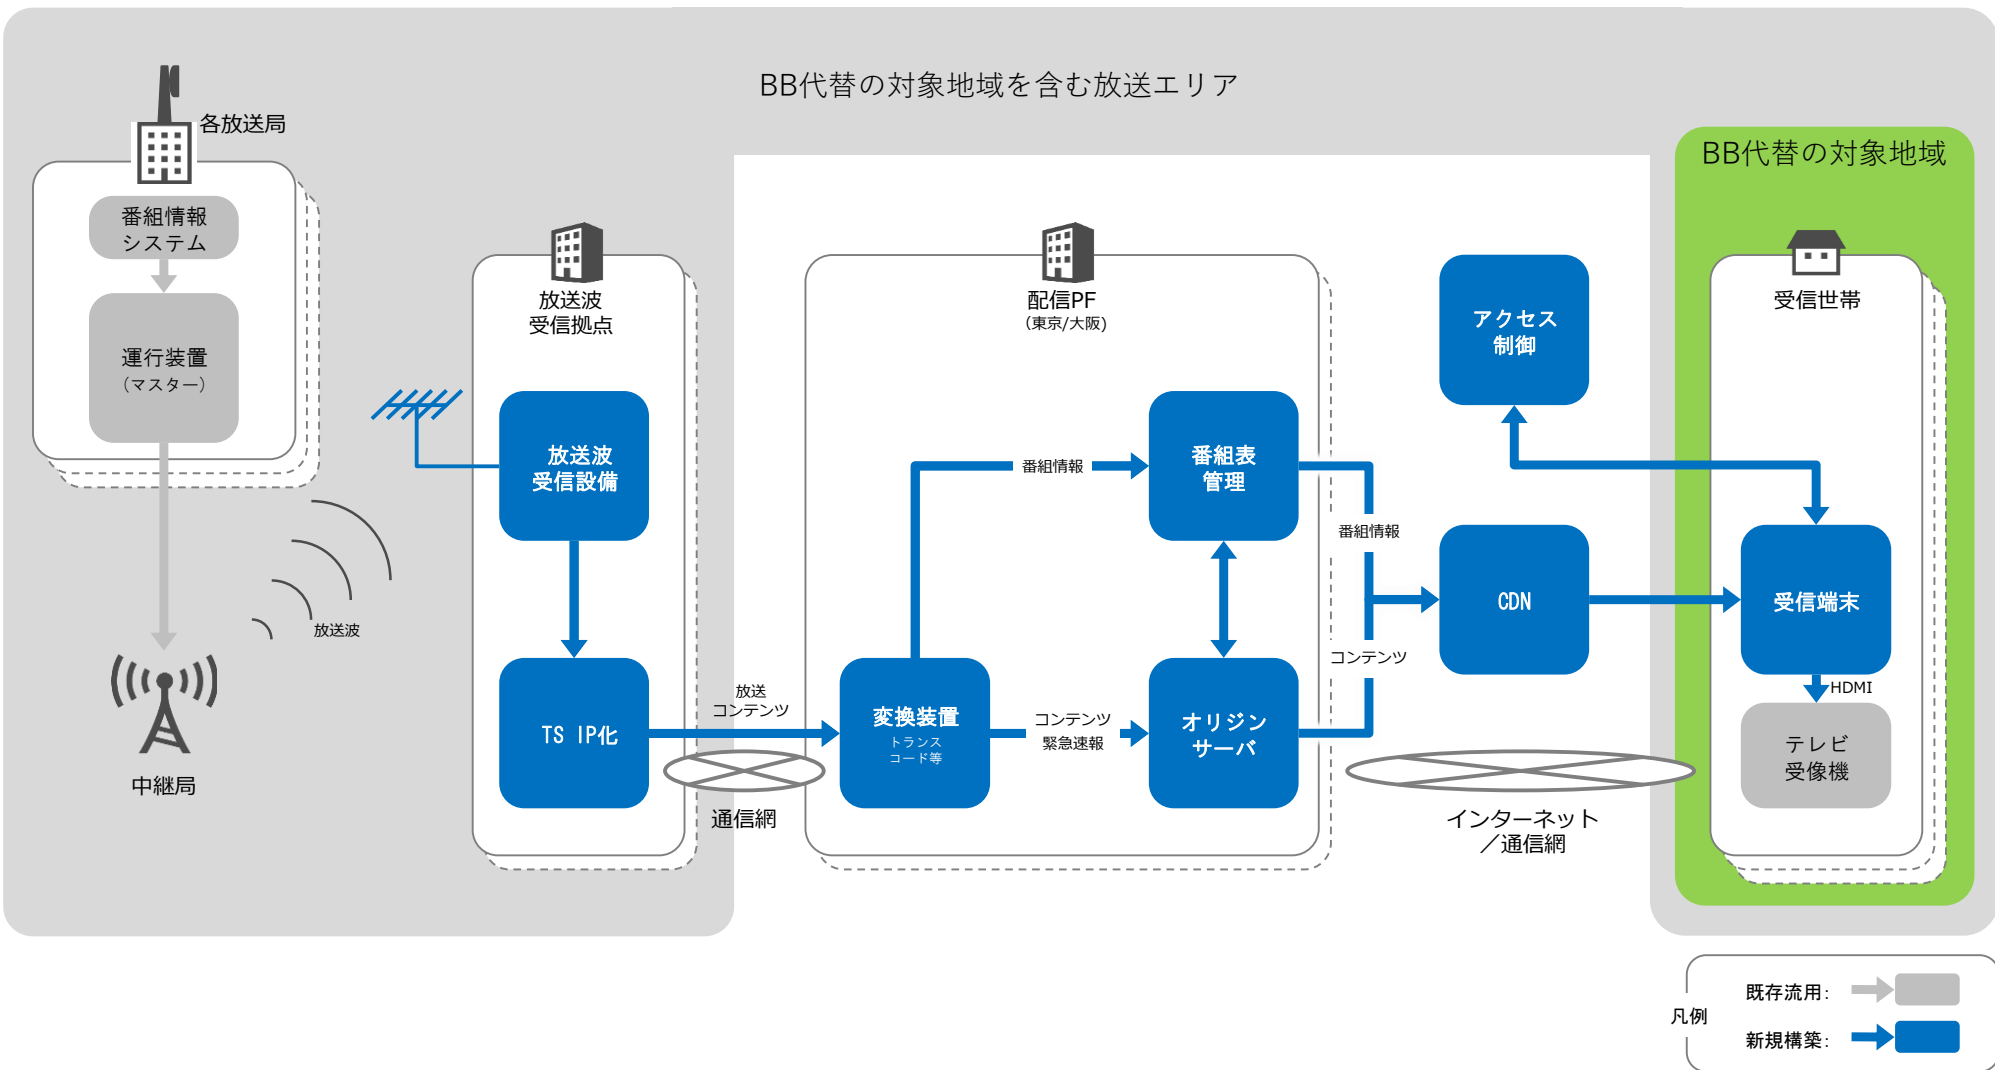 BB代替の対象地域を含む放送エリア
各放送局
番組情報
システム
運行装置
（マスター）
放送波
中継局
放送波
受信拠点
放送波
受信設備
TS IP化
放送
コンテンツ
通信網
配信PF
(東京/大阪)
番組情報
番組表
管理
変換装置
トランス
コード等
コンテンツ
緊急速報
オリジン
サーバ
番組情報
コンテンツ
アクセス
制御
CDN
インターネット
／通信網
BB代替の対象地域
受信世帯
受信端末
HDMI
テレビ
受像機
凡例
既存流用：
新規構築：